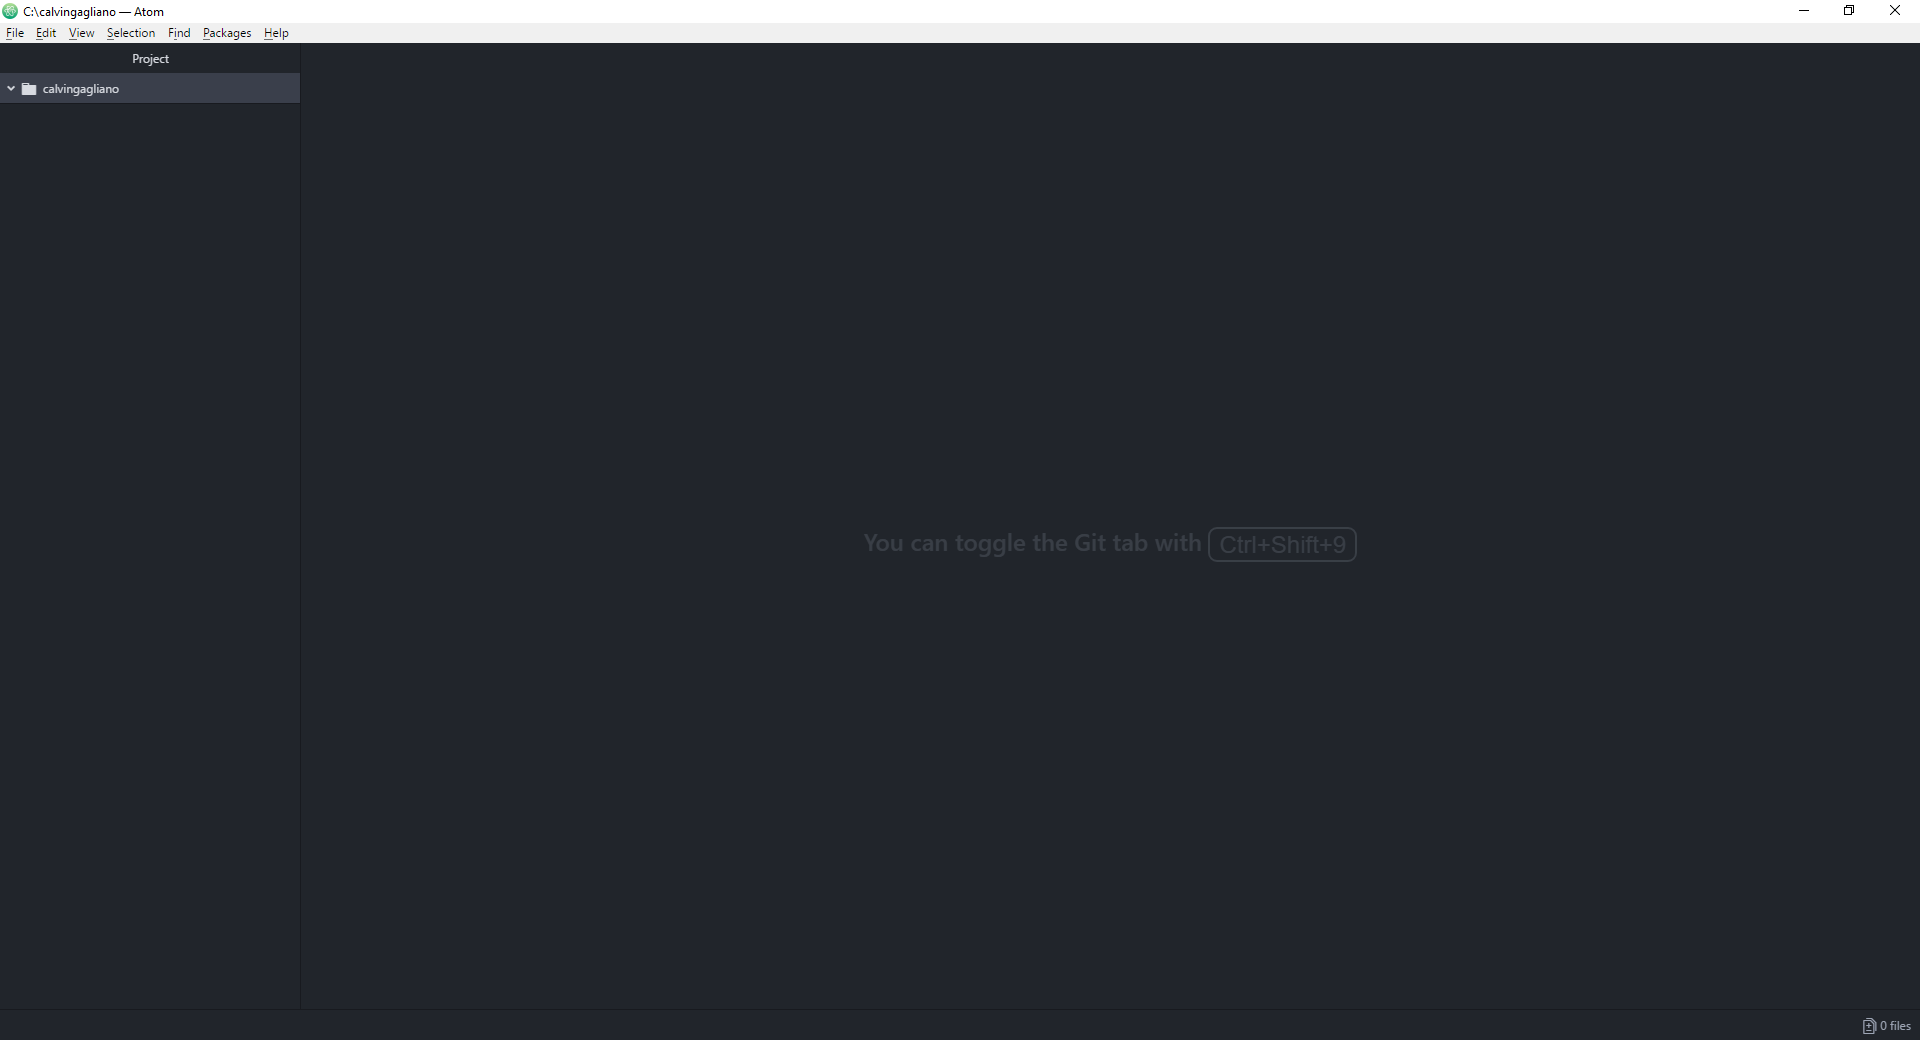 C:\calvingagliano — Atom
File Edit View Selection Find Packages Help
Project
calvingagliano
You can toggle the Git tab with Ctrl+Shift+9
0 files